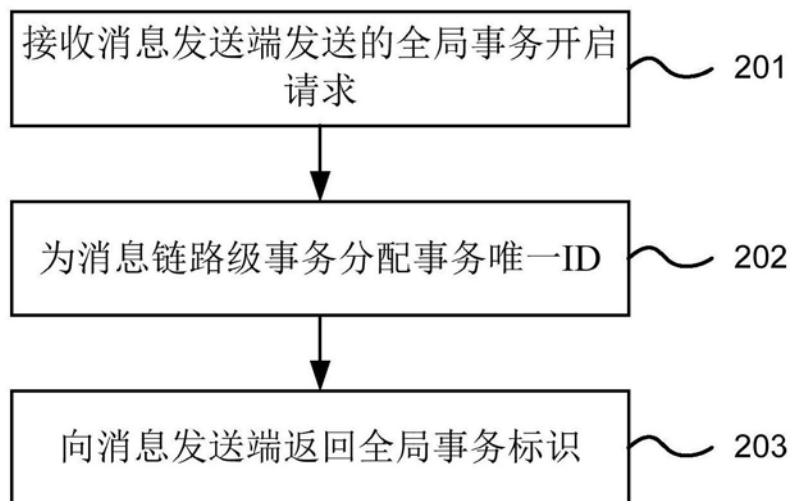 接收消息发送端发送的全局事务开启
请求
201
为消息链路级事务分配事务唯一ID
202
向消息发送端返回全局事务标识
203